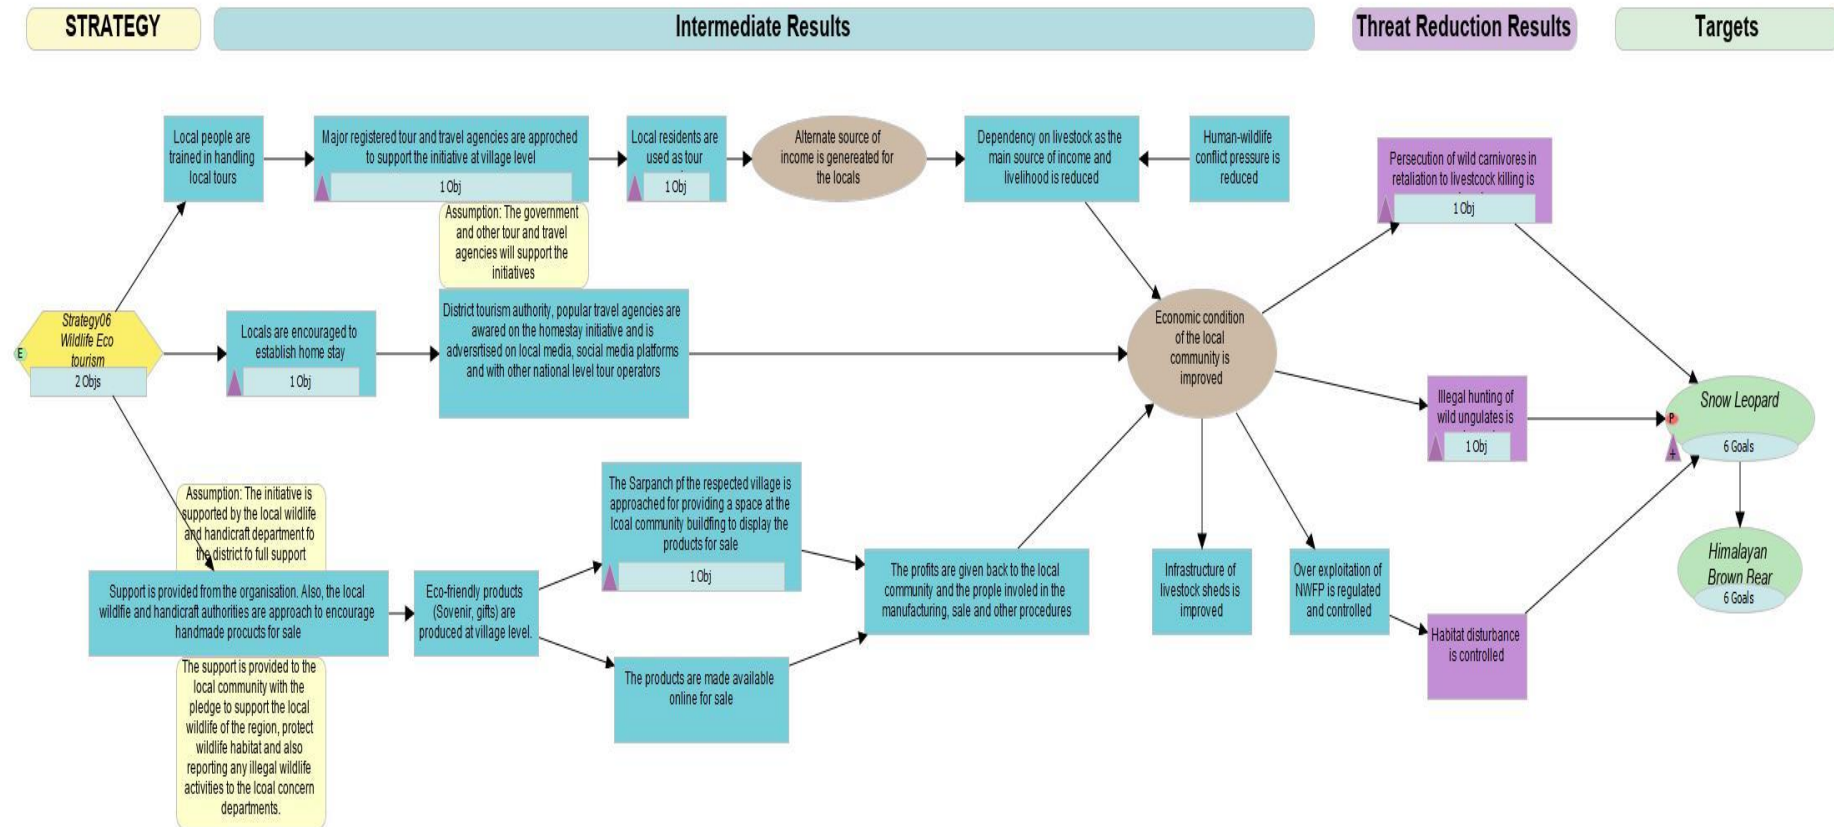 STRATEGY
Intermediate Results
Threat Reduction Results
Targets
Local people are
trained in handling
local tours
Major registered tour and travel agencies are approched
to support the initiative at village level
1 Obj
Local residents are
used as tour
1 Obj
Alternate source of
income is genereated for
the locals
Dependency on livestock as the
main source of income and
livelihood is reduced
Human-wildlife
conflict pressure is
reduced
Persecution of wild carnivores in
retaliation to livestcock killing is
1 Obj
Assumption: The government
and other tour and travel
agencies will support the
initiatives
Strategy06
Wildlife Eco
tourism
E
2 Objs
Locals are encouraged to
establish home stay
1 Obj
District tourism authority, popular travel agencies are
awared on the homestay initiative and is
adversrtised on local media, social media platforms
and with other national level tour operators
Economic condition
of the local
community is
improved
Illegal hunting of
wild ungulates is
1 Obj
Snow Leopard
P
+
6 Goals
Assumption: The initiative is
supported by the local wildlife
and handicraft department fo
the district fo full support
The Sarpanch pf the respected village is
approached for providing a space at the
lcoal community buildfing to display the
products for sale
1 Obj
Support is provided from the organisation. Also, the local
wildlfie and handicraft authorities are approach to encourage
handmade procucts for sale
Eco-friendly products
(Sovenir, gifts) are
produced at village level.
The profits are given back to the local
community and the prople involed in the
manufacturing, sale and other procedures
Infrastructure of
livestock sheds is
improved
Over exploitation of
NWFP is regulated
and controlled
Himalayan
Brown Bear
6 Goals
The support is provided to the
local community with the
pledge to support the local
wildlife of the region, protect
wildlife habitat and also
reporting any illegal wildlife
activities to the lcoal concern
departments.
The products are made available
online for sale
Habitat disturbance
is controlled